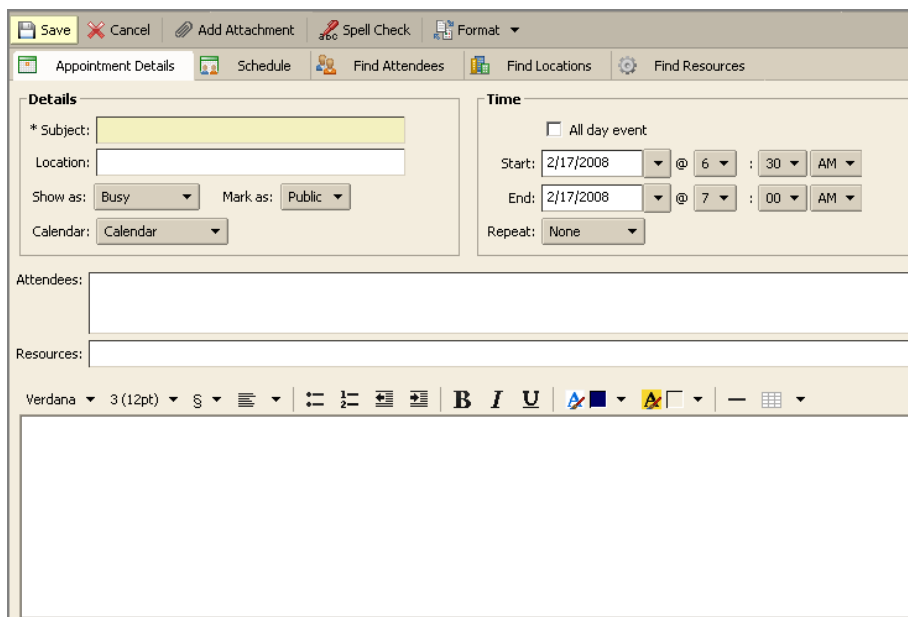 Save Cancel Add Attachment Spell Check Format
Appointment Details Schedule Find Attendees Find Locations Find Resources
Details
* Subject:
Location:
Show as: Busy Mark as: Public
Calendar: Calendar
Time
All day event
Start: 2/17/2008 @ 6 : 30 AM
End: 2/17/2008 @ 7 : 00 AM
Repeat: None
Attendees:
Resources:
Verdana 3 (12pt) § B I U